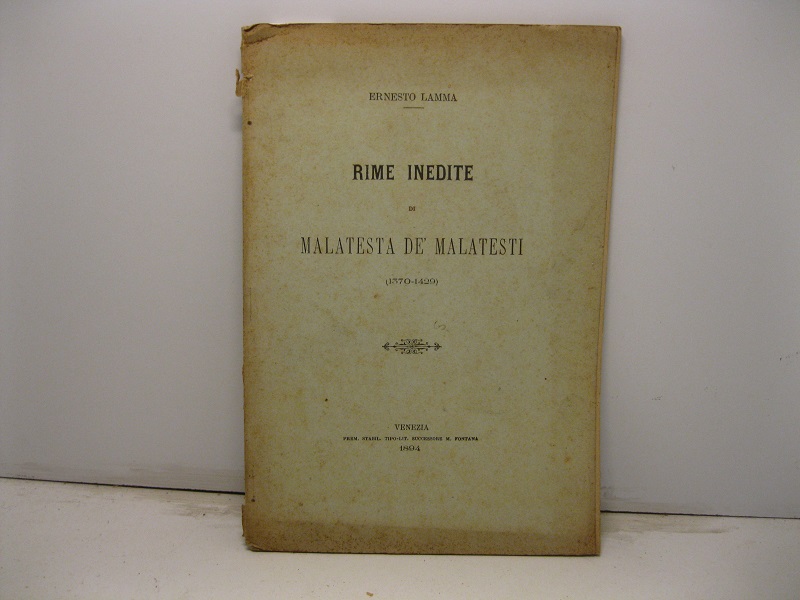 ERNESTO LAMMA
RIME INEDITE
DI
MALATESTA DE' MALATESTI
(1370-1429)
VENEZIA
PREM. STABIL. TIPO-LIT. SUCCESSORE M. FONTANA
1894